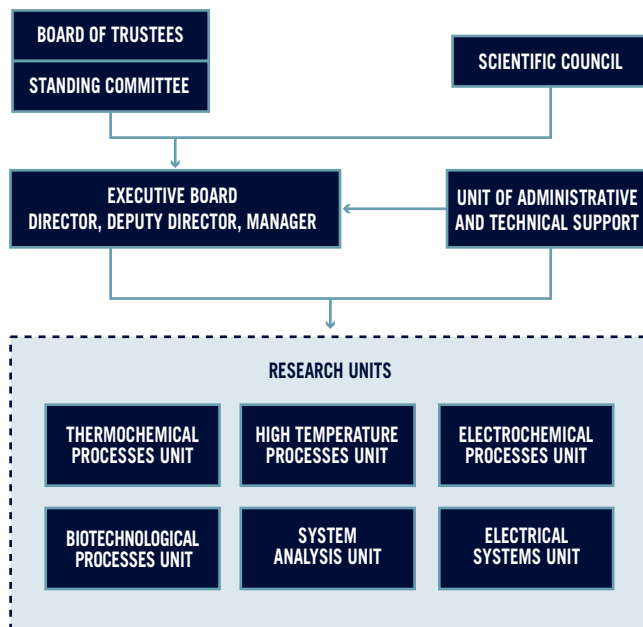 BOARD OF TRUSTEES
STANDING COMMITTEE
SCIENTIFIC COUNCIL
EXECUTIVE BOARD
DIRECTOR, DEPUTY DIRECTOR, MANAGER
UNIT OF ADMINISTRATIVE
AND TECHNICAL SUPPORT
RESEARCH UNITS
THERMOCHEMICAL
PROCESSES UNIT
HIGH TEMPERATURE
PROCESSES UNIT
ELECTROCHEMICAL
PROCESSES UNIT
BIOTECHNOLOGICAL
PROCESSES UNIT
SYSTEM
ANALYSIS UNIT
ELECTRICAL
SYSTEMS UNIT